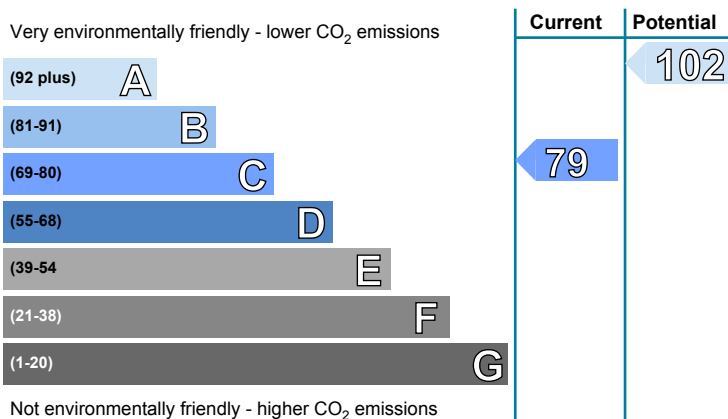 Very environmentally friendly - lower CO2 emissions
Current
Potential
(92 plus) A
102
(81-91) B
(69-80) C
79
(55-68) D
(39-54 E
(21-38) F
(1-20) G
Not environmentally friendly - higher CO2 emissions